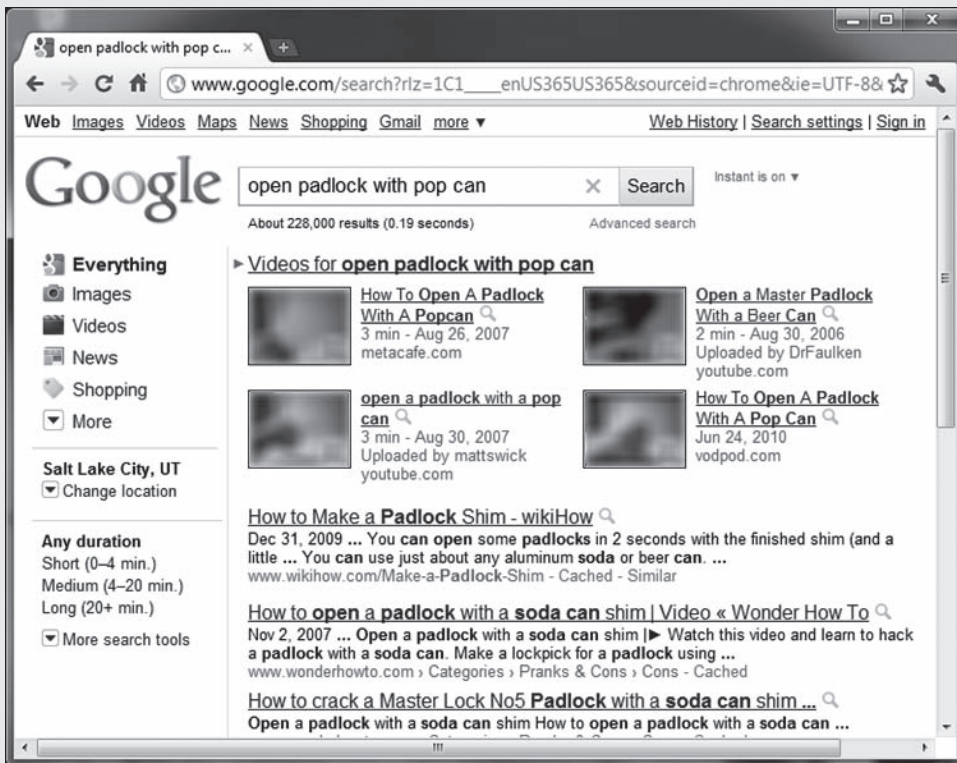 open padlock with pop c...
www.google.com/search?rlz=1C1____enUS365US365&sourceid=chrome&ie=UTF-8&
Web Images Videos Maps News Shopping Gmail more ▼ Web History | Search settings | Sign in
Google
open padlock with pop can × Search Instant is on ▼
About 228,000 results (0.19 seconds) Advanced search
Everything
Images
Videos
News
Shopping
More
Salt Lake City, UT
Change location
Any duration
Short (0–4 min.)
Medium (4–20 min.)
Long (20+ min.)
More search tools
Videos for open padlock with pop can
How To Open A Padlock
With A Popcan
3 min - Aug 26, 2007
metacafe.com
Open a Master Padlock
With a Beer Can
2 min - Aug 30, 2006
Uploaded by DrFaulken
youtube.com
open a padlock with a pop
can
3 min - Aug 30, 2007
Uploaded by mattswick
youtube.com
How To Open A Padlock
With A Pop Can
Jun 24, 2010
vodpod.com
How to Make a Padlock Shim - wikiHow
Dec 31, 2009 ... You can open some padlocks in 2 seconds with the finished shim (and a
little ... You can use just about any aluminum soda or beer can. ...
www.wikihow.com/Make-a-Padlock-Shim - Cached - Similar
How to open a padlock with a soda can shim | Video « Wonder How To
Nov 2, 2007 ... Open a padlock with a soda can shim |► Watch this video and learn to hack
a padlock with a soda can. Make a lockpick for a padlock using ...
www.wonderhowto.com › Categories › Pranks & Cons › Cons - Cached
How to crack a Master Lock No5 Padlock with a soda can shim ...
Open a padlock with a soda can shim How to open a padlock with a soda can ...